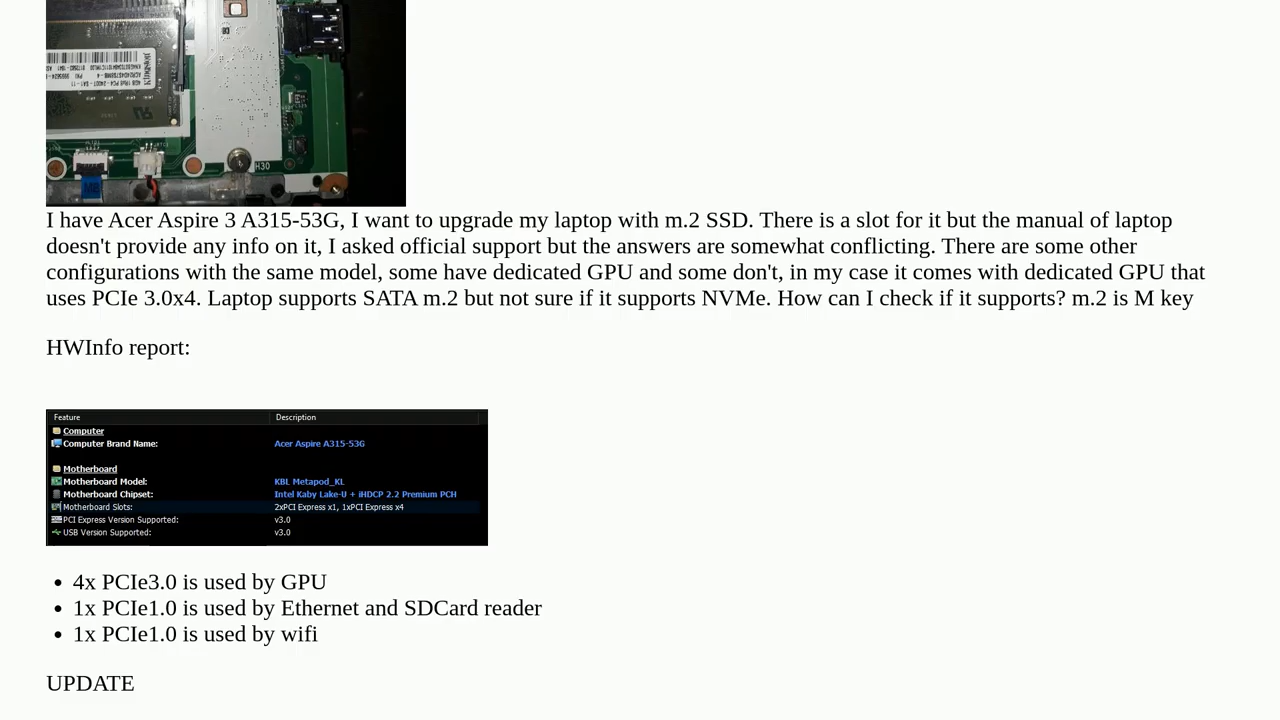 H30
I have Acer Aspire 3 A315-53G, I want to upgrade my laptop with m.2 SSD. There is a slot for it but the manual of laptop
doesn't provide any info on it, I asked official support but the answers are somewhat conflicting. There are some other
configurations with the same model, some have dedicated GPU and some don't, in my case it comes with dedicated GPU that
uses PCIe 3.0x4. Laptop supports SATA m.2 but not sure if it supports NVMe. How can I check if it supports? m.2 is M key
HWInfo report:
Feature Description
Computer
Computer Brand Name: Acer Aspire A315-53G
Motherboard
Motherboard Model: KBL Metapod_KL
Motherboard Chipset: Intel Kaby Lake-U + iHDCP 2.2 Premium PCH
Motherboard Slots: 2xPCI Express x1, 1xPCI Express x4
PCI Express Version Supported: v3.0
USB Version Supported: v3.0
• 4x PCIe3.0 is used by GPU
• 1x PCIe1.0 is used by Ethernet and SDCard reader
• 1x PCIe1.0 is used by wifi
UPDATE